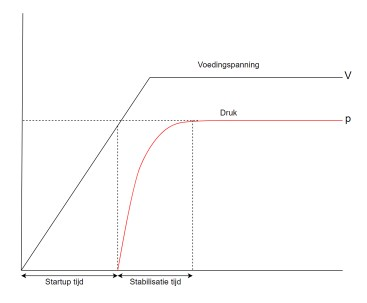 Voedingspanning
V
Druk
p
Startup tijd
Stabilisatie tijd